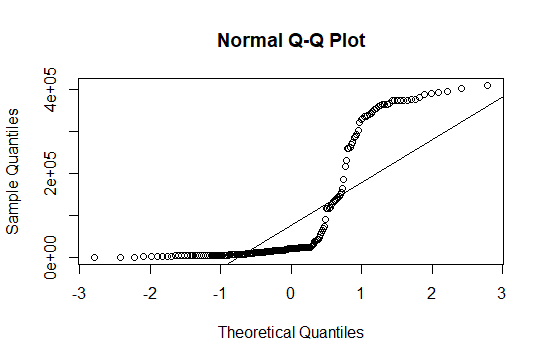 Normal Q-Q Plot
Sample Quantiles
4e+05
2e+05
0e+00
-3 -2 -1 0 1 2 3
Theoretical Quantiles